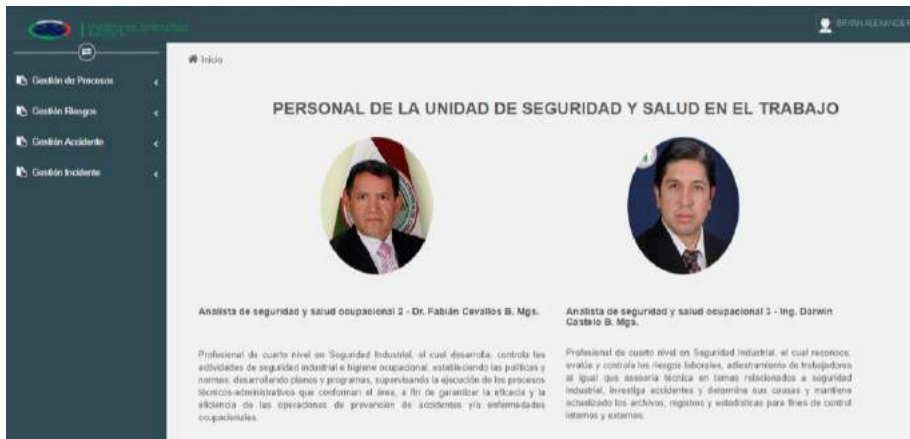 BRYAN ALEXANDER
Inicio
Gestión de Procesos
Gestión Riesgos
Gestión Accidente
Gestión Incidente
PERSONAL DE LA UNIDAD DE SEGURIDAD Y SALUD EN EL TRABAJO
Analista de seguridad y salud ocupacional 2 - Dr. Fabián Cevallos B. Mgs.
Profesional de cuarto nivel en Seguridad Industrial, el cual desarrolla, controla las
actividades de seguridad industrial e higiene ocupacional, estableciendo las políticas y
normas, desarrollando planes y programas, supervisando la ejecución de los procesos
técnicos-administrativos que conforman el área, a fin de garantizar la eficacia y la
eficiencia de las operaciones de prevención de accidentes y/o enfermedades
ocupacionales.
Analista de seguridad y salud ocupacional 3 - Ing. Darwin
Castelo B. Mgs.
Profesional de cuarto nivel en Seguridad Industrial, el cual reconoce,
evalúa y controla los riesgos laborales, adiestramiento de trabajadores
al igual que asesoría técnica en temas relacionados a seguridad
industrial, investiga accidentes y determina sus causas y mantiene
actualizado los archivos, registros y estadísticas para fines de control
internos y externos.